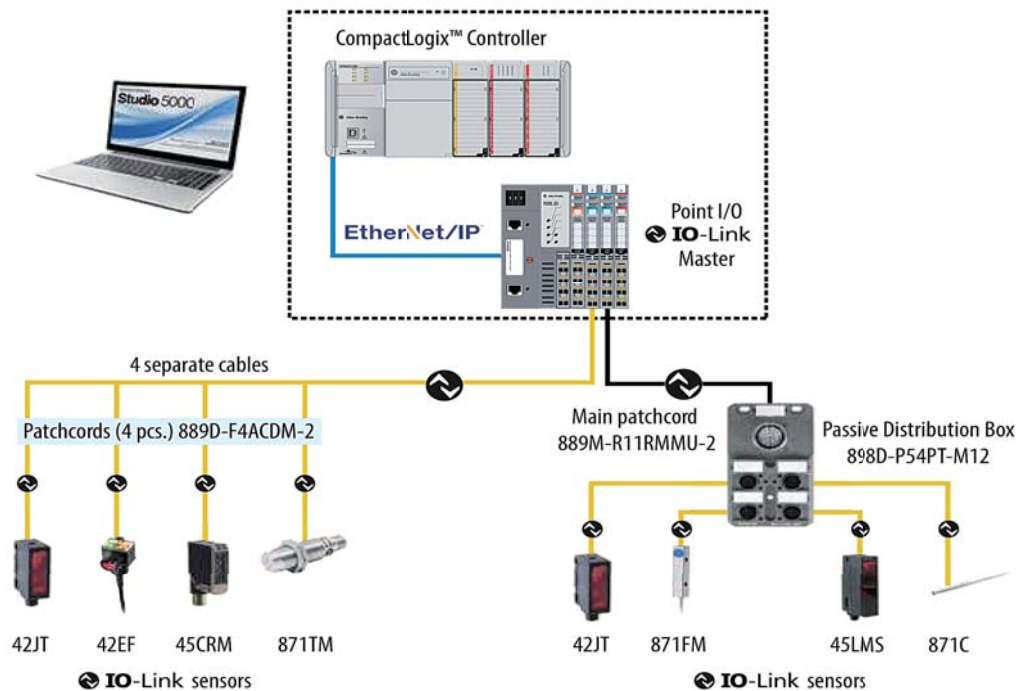 CompactLogix™ Controller
Studio 5000
EtherNet/IP
Point I/O
IO-Link
Master
4 separate cables
Patchcords (4 pcs.) 889D-F4ACDM-2
Main patchcord
889M-R11RMMU-2
Passive Distribution Box
898D-P54PT-M12
42JT
42EF
45CRM
871TM
42JT
871FM
45LMS
871C
IO-Link sensors
IO-Link sensors